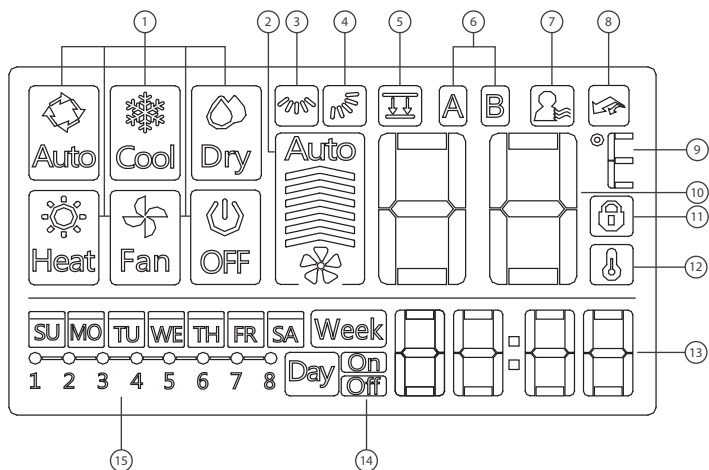 1 2 3 4 5 6 7 8
Auto Cool Dry Auto A B
9
10
Heat Fan OFF
11
12
SU MO TU WE TH FR SA Week
13
1 2 3 4 5 6 7 8 Day On
Off
15 14